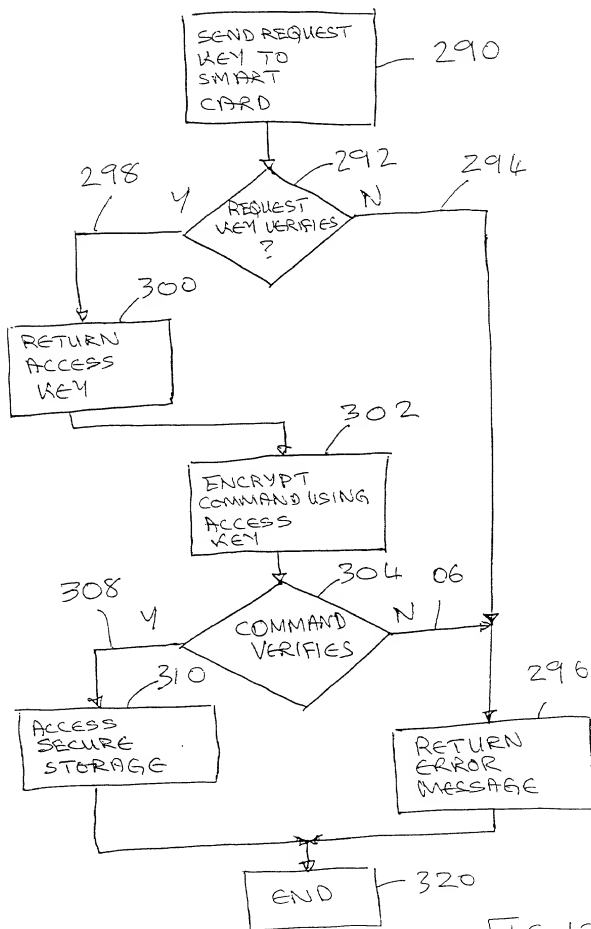 SEND REQUEST
KEY TO
SMART
CARD
290
292
294
298
Y
N
REQUEST
KEY VERIFIES
?
300
RETURN
ACCESS
KEY
302
ENCRYPT
COMMAND USING
ACCESS
KEY
304
06
308
Y
N
COMMAND
VERIFIES
310
296
ACCESS
SECURE
STORAGE
RETURN
ERROR
MESSAGE
END
320